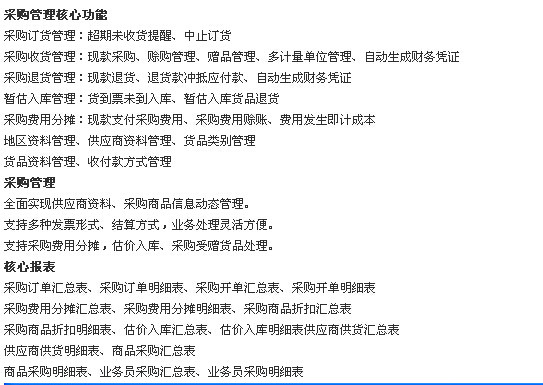 采购管理核心功能
采购订货管理：超期未收货提醒、中止订货
采购收货管理：现款采购、赊购管理、赠品管理、多计量单位管理、自动生成财务凭证
采购退货管理：现款退货、退货款冲抵应付款、自动生成财务凭证
暂估入库管理：货到票未到入库、暂估入库货品退货
采购费用分摊：现款支付采购费用、采购费用赊账、费用发生即计成本
地区资料管理、供应商资料管理、货品类别管理
货品资料管理、收付款方式管理
采购管理
全面实现供应商资料、采购商品信息动态管理。
支持多种发票形式、结算方式，业务处理灵活方便。
支持采购费用分摊，估价入库、采购受赠货品处理。
核心报表
采购订单汇总表、采购订单明细表、采购开单汇总表、采购开单明细表
采购费用分摊汇总表、采购费用分摊明细表、采购商品折扣汇总表
采购商品折扣明细表、估价入库汇总表、估价入库明细表供应商供货汇总表
供应商供货明细表、商品采购汇总表
商品采购明细表、业务员采购汇总表、业务员采购明细表